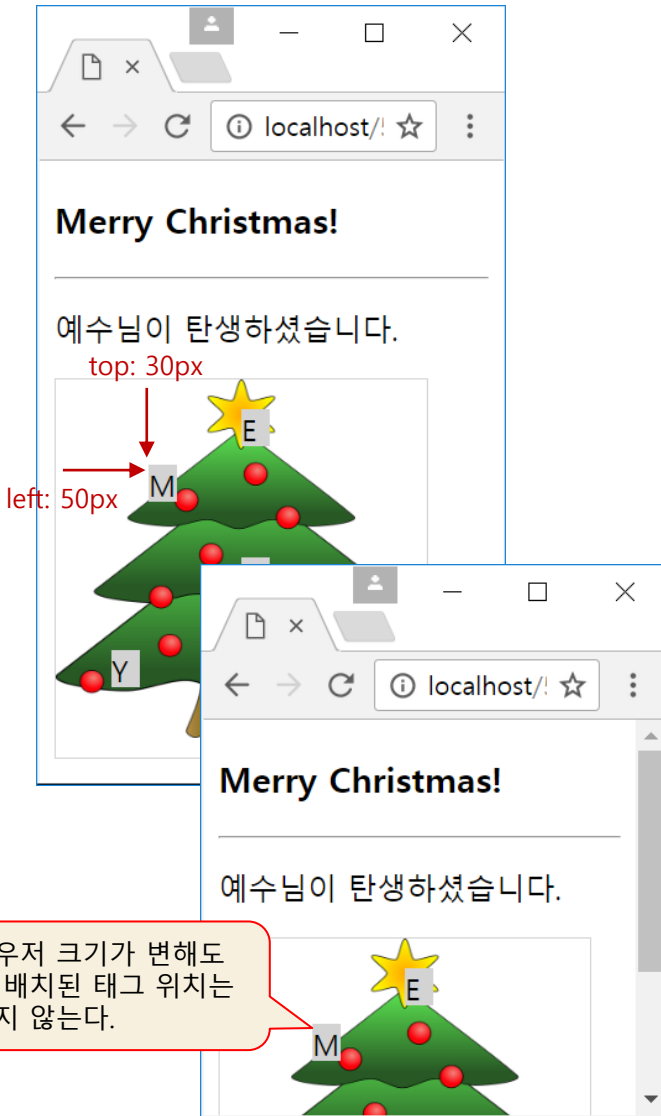 localhost/5
Merry Christmas!
예수님이 탄생하셨습니다.
top: 30px
E
M
left: 50px
Y
localhost/5
Merry Christmas!
예수님이 탄생하셨습니다.
E
M
우저 크기가 변해도
배치된 태그 위치는
지 않는다.